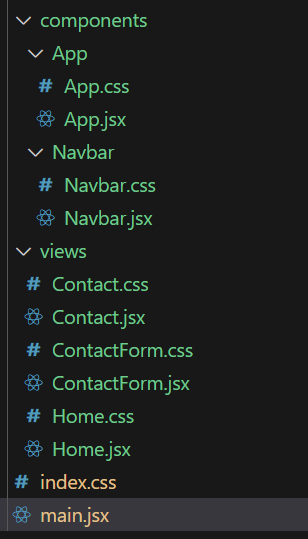 components
App
# App.css
App.jsx
Navbar
# Navbar.css
Navbar.jsx
views
# Contact.css
Contact.jsx
# ContactForm.css
ContactForm.jsx
# Home.css
Home.jsx
# index.css
main.jsx